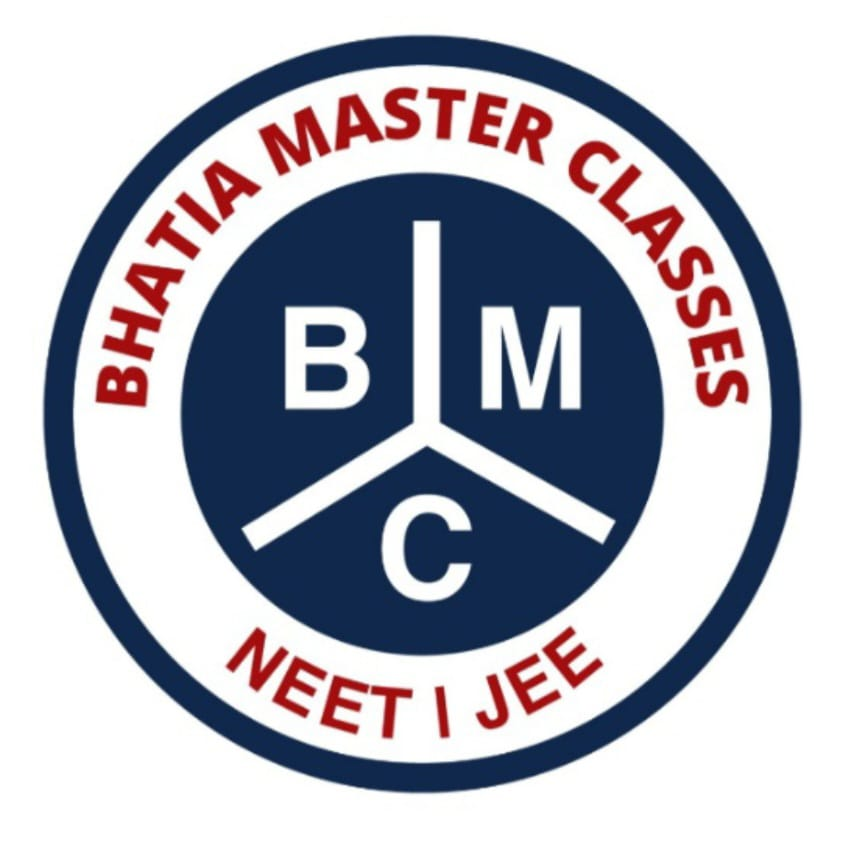 BHATIA MASTER CLASSES
B M
C
NEET | JEE